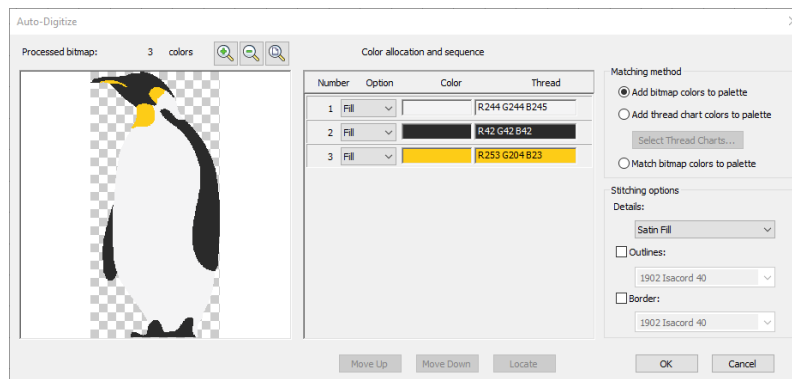 Auto-Digitize
Processed bitmap: 3 colors
Color allocation and sequence
Number Option Color Thread
1 Fill R244 G244 B245
2 Fill R42 G42 B42
3 Fill R253 G204 B23
Move Up Move Down Locate
Matching method
Add bitmap colors to palette
Add thread chart colors to palette
Select Thread Charts...
Match bitmap colors to palette
Stitching options
Details:
Satin Fill
Outlines:
1902 Isacord 40
Border:
1902 Isacord 40
OK Cancel